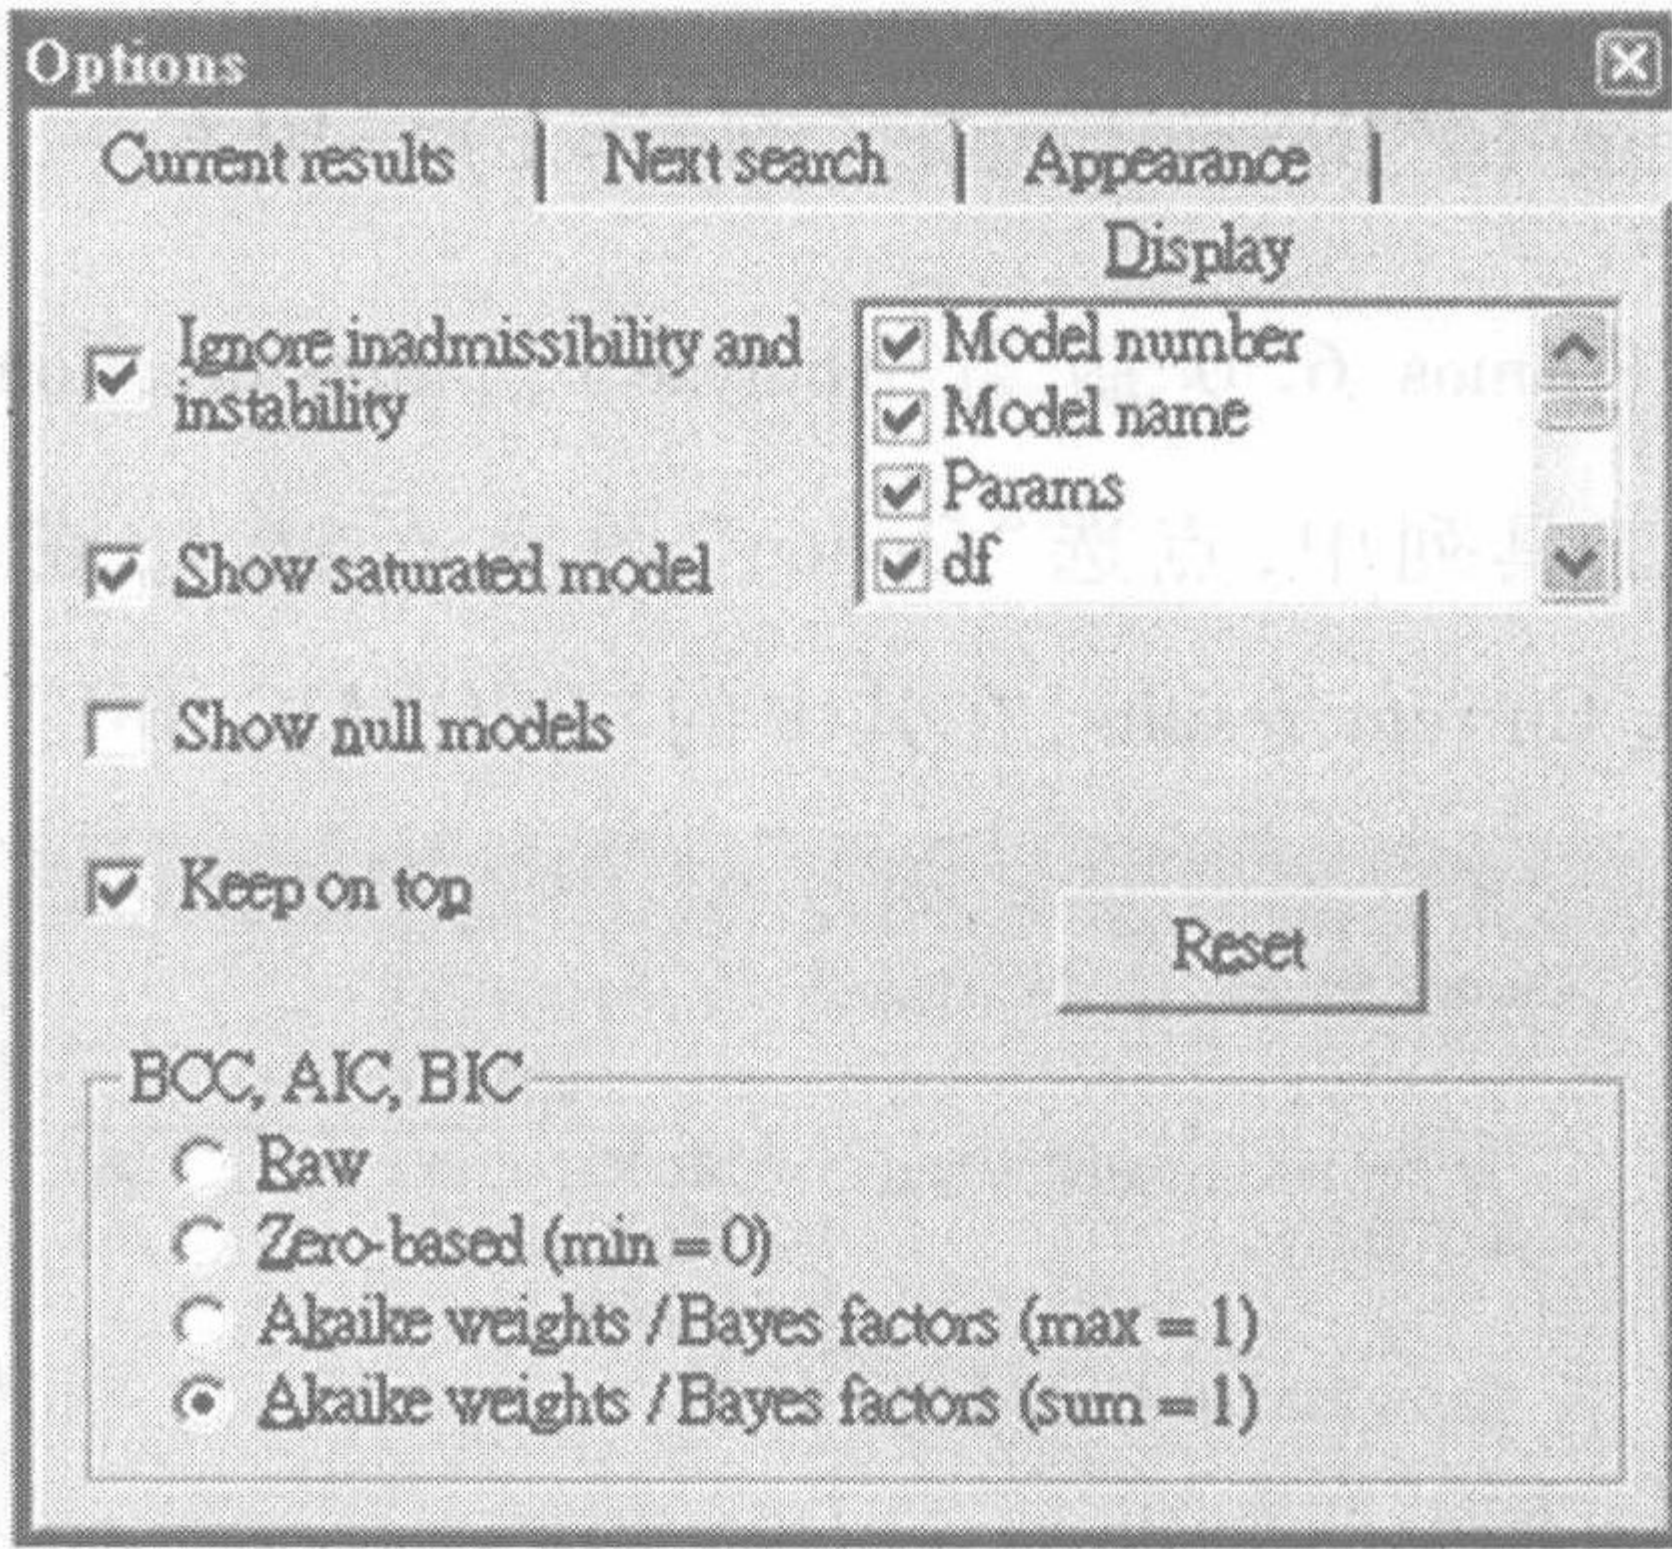 Options
Current results
Next search
Appearance
Display
Ignore inadmissibility and
instability
Show saturated model
Show null models
Keep on top
Model number
Model name
Params
df
Reset
BCC, AIC, BIC
Raw
Zero-based (min = 0)
Akaike weights / Bayes factors (max = 1)
Akaike weights / Bayes factors (sum = 1)